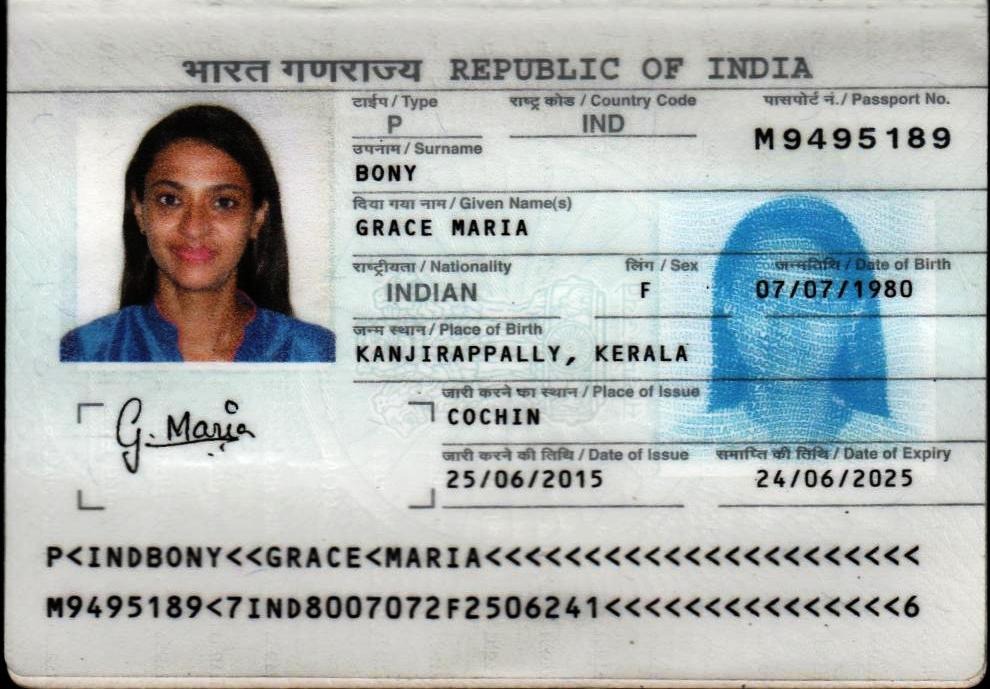 भारत गणराज्य REPUBLIC OF INDIA
टाईप / Type राष्ट्र कोड / Country Code पासपोर्ट नं. / Passport No.
P IND M9495189
उपनाम / Surname
BONY
दिया गया नाम / Given Name(s)
GRACE MARIA
राष्ट्रीयता / Nationality लिंग / Sex जन्मतिथि / Date of Birth
INDIAN F 07/07/1980
जन्म स्थान / Place of Birth
KANJIRAPPALLY, KERALA
जारी करने का स्थान / Place of Issue
COCHIN
G. Maria
जारी करने की तिथि / Date of Issue समाप्ति की तिथि / Date of Expiry
25/06/2015 24/06/2025
P<INDBONY<<GRACE<MARIA<<<<<<<<<<<<<<<<<<<<<<
M9495189<7IND8007072F2506241<<<<<<<<<<<<<<<6